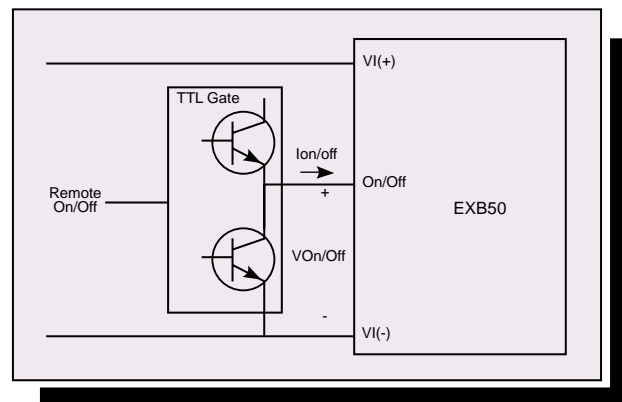 VI(+)
TTL Gate
Ion/off
Remote
On/Off
+
On/Off
EXB50
VOn/Off
-
VI(-)